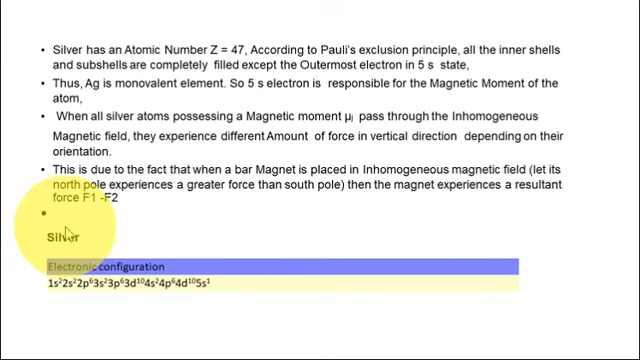 • Silver has an Atomic Number Z = 47, According to Pauli's exclusion principle, all the inner shells
and subshells are completely filled except the Outermost electron in 5 s state,
• Thus, Ag is monovalent element. So 5 s electron is responsible for the Magnetic Moment of the
atom,
• When all silver atoms possessing a Magnetic moment μⱼ pass through the Inhomogeneous
Magnetic field, they experience different Amount of force in vertical direction depending on their
orientation.
• This is due to the fact that when a bar Magnet is placed in Inhomogeneous magnetic field (let its
north pole experiences a greater force than south pole) then the magnet experiences a resultant
force F1 -F2
•
Silver
Electronic configuration
1s²2s²2p⁶3s²3p⁶3d¹⁰4s²4p⁶4d¹⁰5s¹